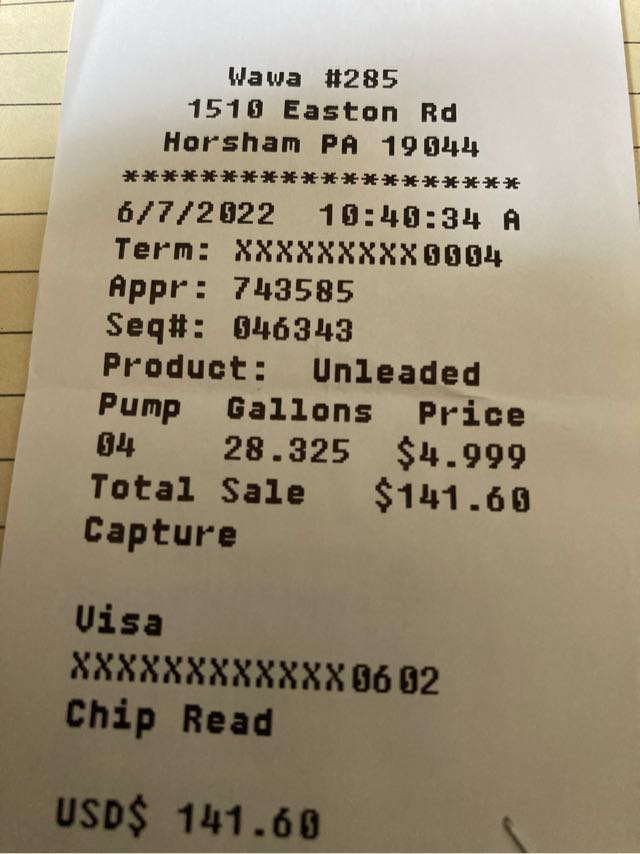 Wawa #285
1510 Easton Rd
Horsham PA 19044
********************
6/7/2022 10:40:34 A
Term: XXXXXXXXX0004
Appr: 743585
Seq#: 046343
Product: Unleaded
Pump Gallons Price
04 28.325 $4.999
Total Sale $141.60
Capture
Visa
XXXXXXXXXXXX0602
Chip Read
USD$ 141.60